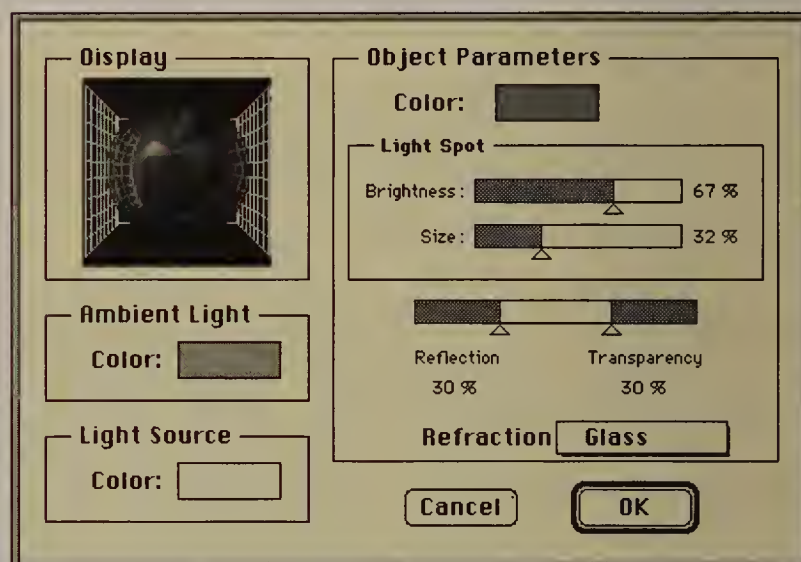 Display
Ambient Light
Color:
Light Source
Color:
Object Parameters
Color:
Light Spot
Brightness: 67 %
Size: 32 %
Reflection Transparency
30 % 30 %
Refraction Glass
Cancel OK